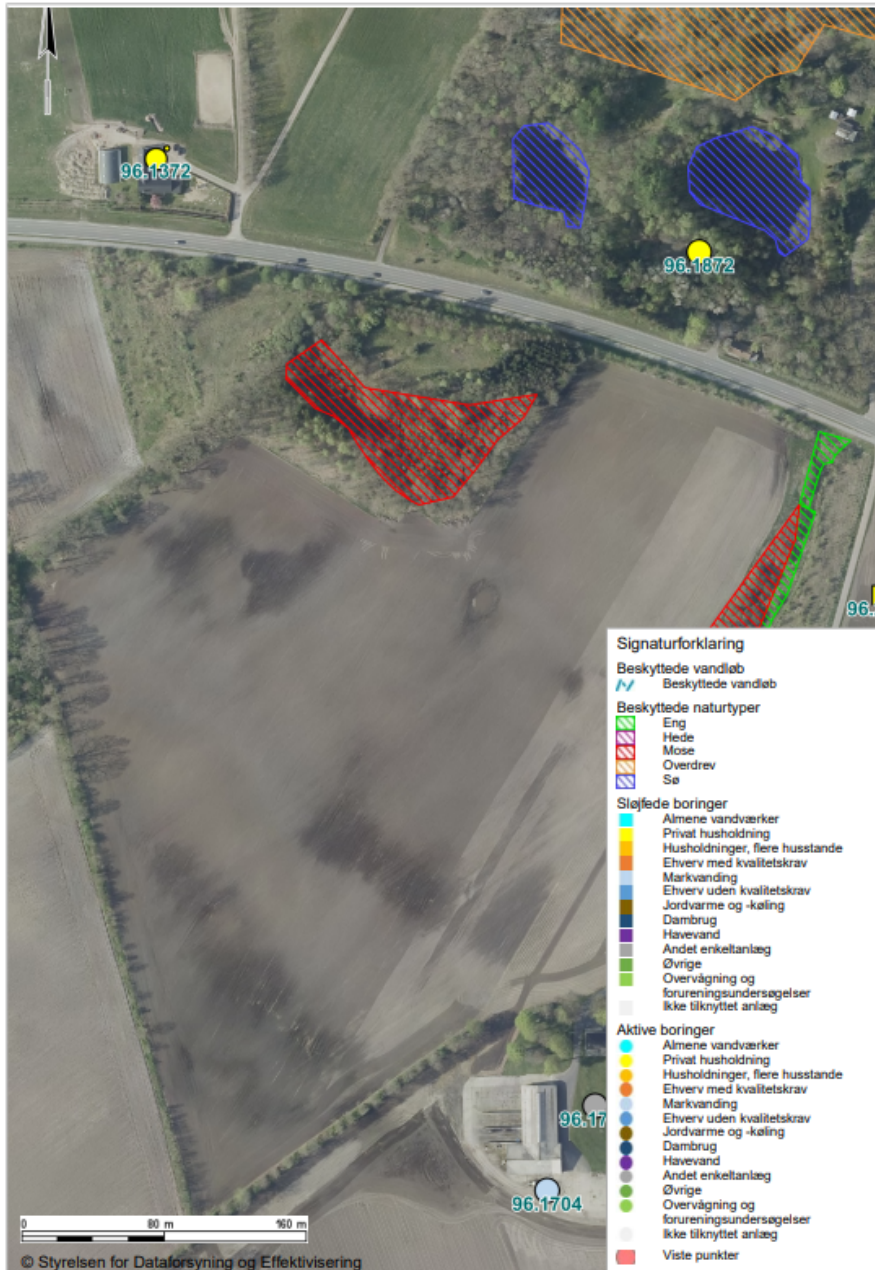 96.1372
96.1872
96.
Signaturforklaring
Beskyttede vandløb
Beskyttede vandløb
Beskyttede naturtyper
Eng
Hede
Mose
Overdrev
Sø
Sløjfede boringer
Almene vandværker
Privat husholdning
Husholdninger, flere husstande
Ehverv med kvalitetskrav
Markvanding
Ehverv uden kvalitetskrav
Jordvarme og -køling
Dambrug
Havevand
Andet enkeltanlæg
Øvrige
Overvågning og
forureningsundersøgelser
Ikke tilknyttet anlæg
Aktive boringer
Almene vandværker
Privat husholdning
Husholdninger, flere husstande
Ehverv med kvalitetskrav
Markvanding
Ehverv uden kvalitetskrav
Jordvarme og -køling
Dambrug
Havevand
Andet enkeltanlæg
Øvrige
Overvågning og
forureningsundersøgelser
Ikke tilknyttet anlæg
Viste punkter
96.17
96.1704
0 80 m 160 m
© Styrelsen for Dataforsyning og Effektivisering